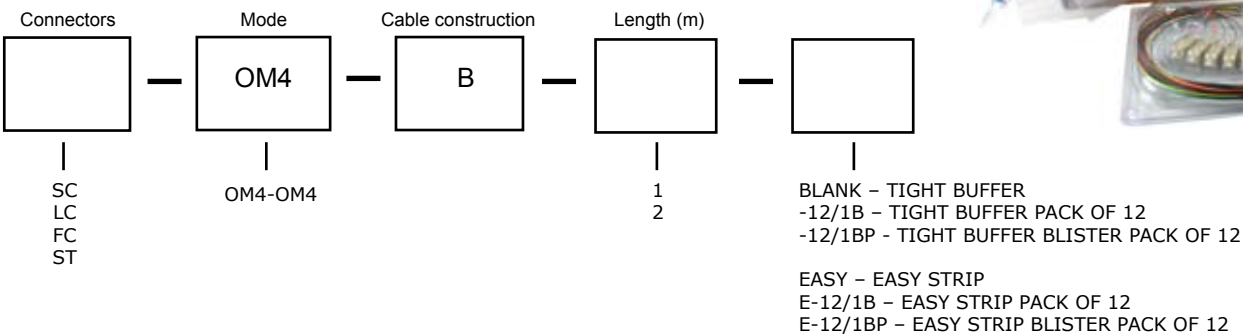 Connectors Mode Cable construction Length (m)
OM4 B
SC OM4-OM4 1 BLANK – TIGHT BUFFER
LC 2 -12/1B – TIGHT BUFFER PACK OF 12
FC -12/1BP - TIGHT BUFFER BLISTER PACK OF 12
ST
EASY – EASY STRIP
E-12/1B – EASY STRIP PACK OF 12
E-12/1BP – EASY STRIP BLISTER PACK OF 12